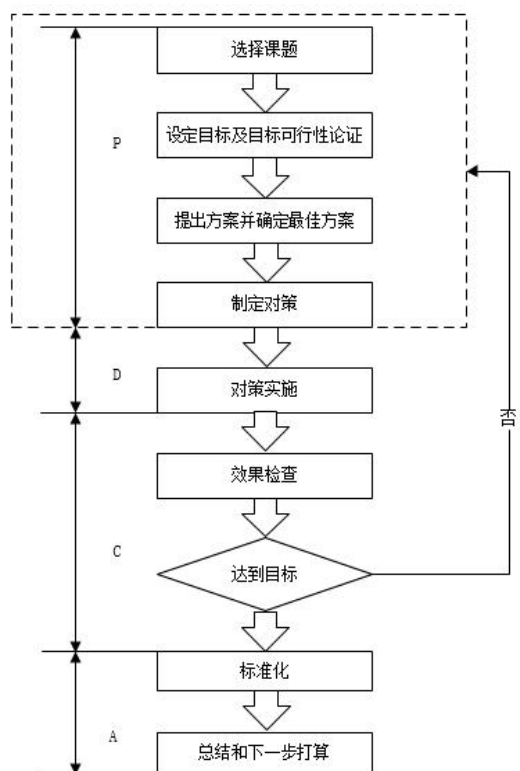 选择课题
P
设定目标及目标可行性论证
提出方案并确定最佳方案
制定对策
D
对策实施
否
效果检查
C
达到目标
标准化
A
总结和下一步打算